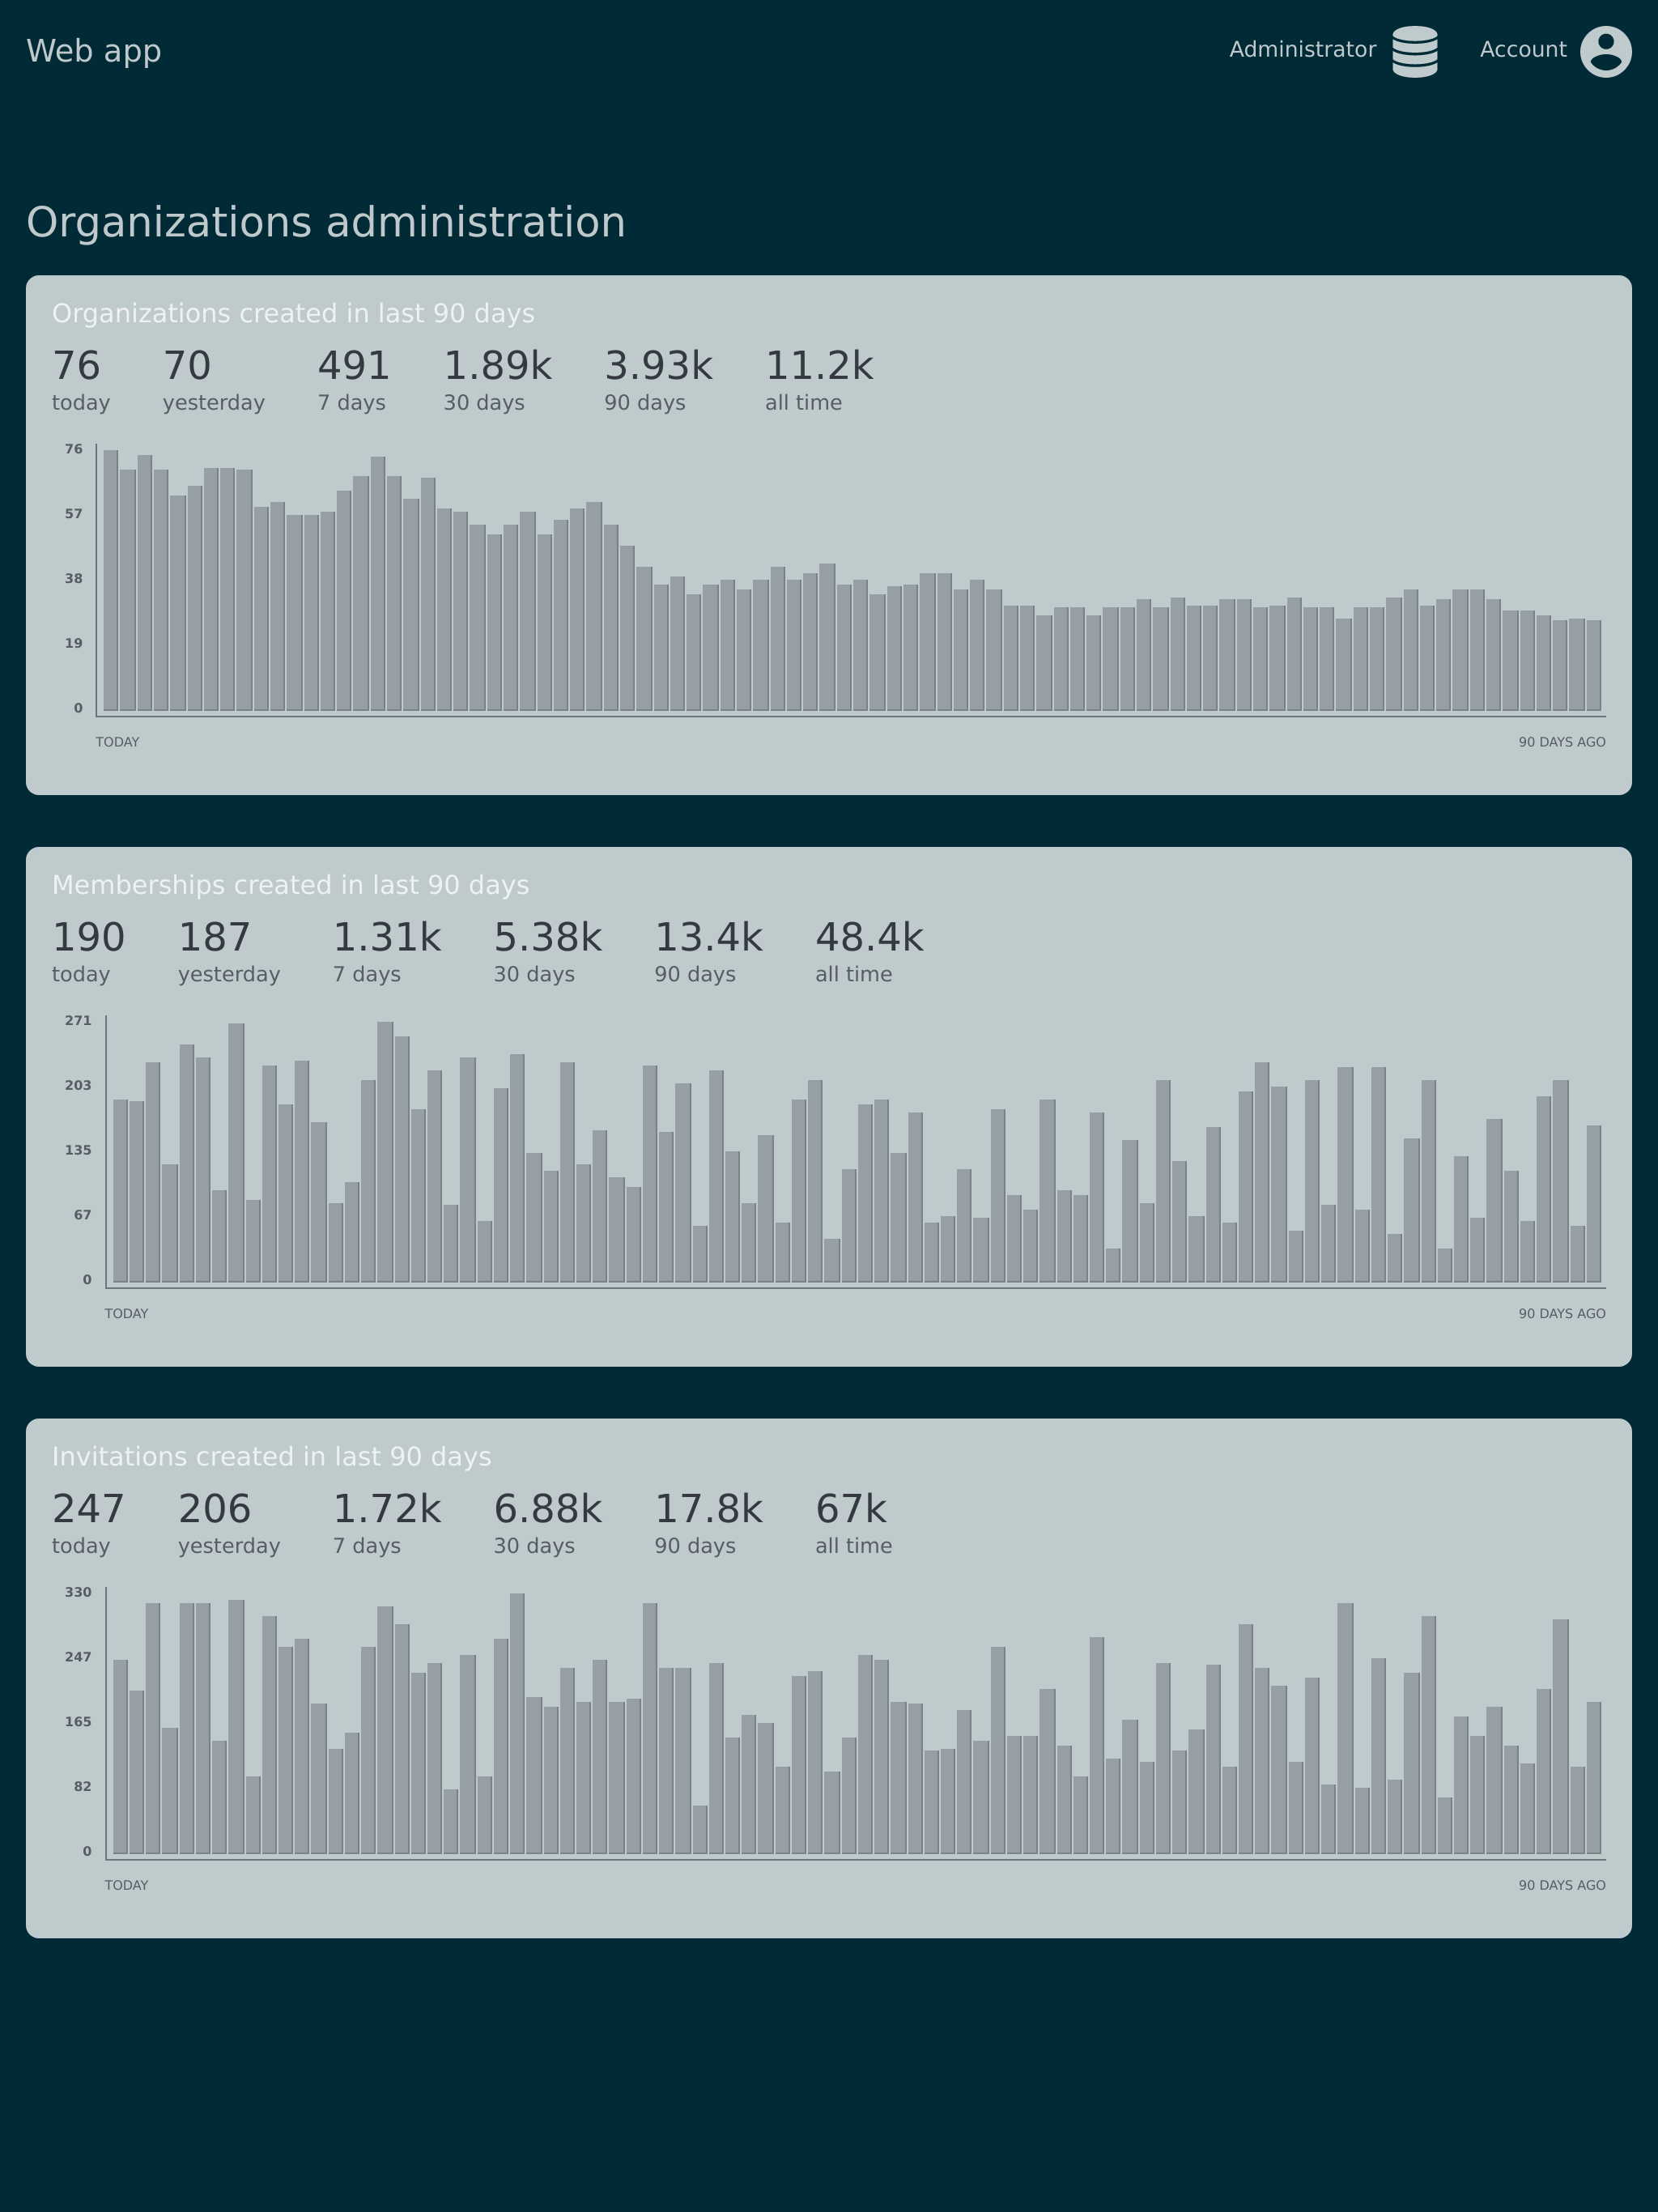 Web app
Administrator
Account
Organizations administration
Organizations created in last 90 days
76 70 491 1.89k 3.93k 11.2k
today yesterday 7 days 30 days 90 days all time
76
57
38
19
0
TODAY 90 DAYS AGO
Memberships created in last 90 days
190 187 1.31k 5.38k 13.4k 48.4k
today yesterday 7 days 30 days 90 days all time
271
203
135
67
0
TODAY 90 DAYS AGO
Invitations created in last 90 days
247 206 1.72k 6.88k 17.8k 67k
today yesterday 7 days 30 days 90 days all time
330
247
165
82
0
TODAY 90 DAYS AGO